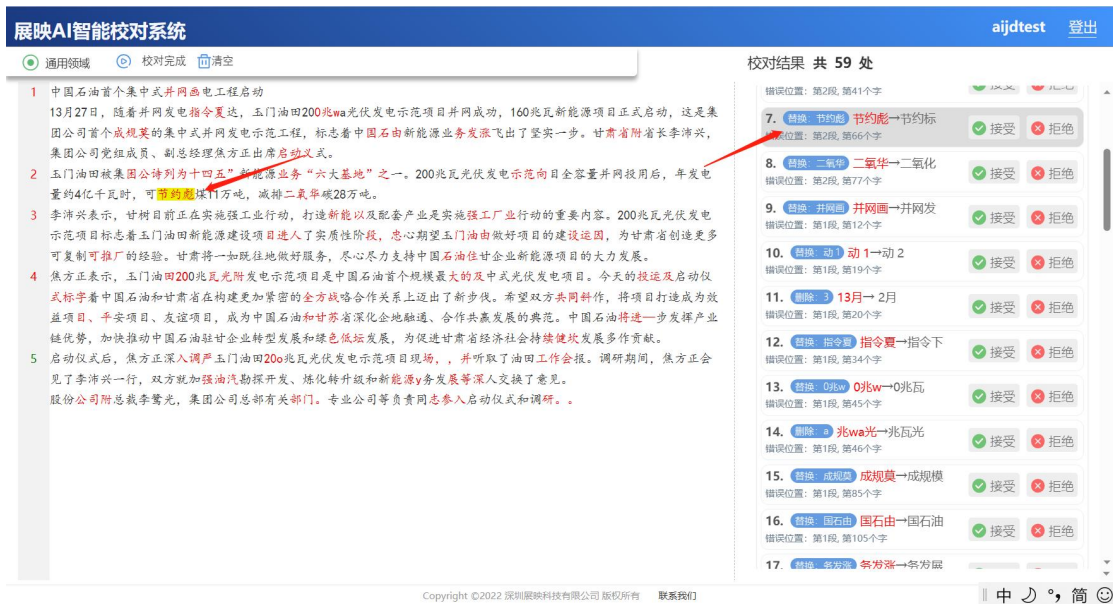 展映AI智能校对系统
aijdtest 登出
通用领域 校对完成 清空
校对结果 共 59 处
1 中国石油首个集中式井网画电工程启动
13月27日，随着井网发电指令夏达，玉门油田200兆wa光伏发电示范项目并网成功，160兆瓦新能源项目正式启动，这是集
团公司首个成规莫的集中式并网发电示范工程，标志着中国石由新能源业务发涨飞出了坚实一步。甘肃省附省长李沛兴，
集团公司党组成员、副总经理焦方正出席启动义式。
2 玉门油田被集团公诗列为十四五”新能源业务“六大基地”之一。200兆瓦光伏发电示范向目全容量并网投用后，年发电
量约4亿千瓦时，可节约彪煤11万吨，减排二氧华碳28万吨。
3 李沛兴表示，甘树目前正在实施强工业行动，打造新能以及配套产业是实施强工厂业行动的重要内容。200兆瓦光伏发电
示范项目标志着玉门油田新能源建设项目进人了实质性阶段，忠心期望玉门油由做好项目的建设运因，为甘肃省创造更多
可复制可推厂的经验。甘肃将一如既往地做好服务，尽心尽力支持中国石油住甘企业新能源项目的大力发展。
4 焦方正表示，玉门油田200兆瓦光附发电示范项目是中国石油首个规模最大的及中式光伏发电项目。今天的投运及启动仪
式标字着中国石油和甘肃省在构建更加紧密的全方战咯合作关系上迈出了新步伐。希望双方共同斜作，将项目打造成为效
益项目、平安项目、友谊项目，成为中国石油和甘苏省深化企地融通、合作共赢发展的典范。中国石油将进—步发挥产业
链优势，加快推动中国石油驻甘企业转型发展和绿色低坛发展，为促进甘肃省经济社会持续健坎发展多作贡献。
5 启动仪式后，焦方正深入调严玉门油田20o兆瓦光伏发电示范项目现场，，并听取了油田工作会报。调研期间，焦方正会
见了李沛兴一行，双方就加强油汽勘探开发、炼化转升级和新能源y务发展等深人交换了意见。
股份公司附总裁李鹭光，集团公司总部有关部门。专业公司等负责同志参入启动仪式和调研。。
错误位置：第2段, 第41个字
接受 拒绝
7. 替换: 节约彪 节约彪→节约标
错误位置：第2段, 第66个字
接受 拒绝
8. 替换: 二氧华 二氧华→二氧化
错误位置：第2段, 第77个字
接受 拒绝
9. 替换: 井网画 井网画→并网发
错误位置：第1段, 第12个字
接受 拒绝
10. 替换: 动 1 动 1→动 2
错误位置：第1段, 第19个字
接受 拒绝
11. 删除: 3 13月→ 2月
错误位置：第1段, 第20个字
接受 拒绝
12. 替换: 指令夏 指令夏→指令下
错误位置：第1段, 第34个字
接受 拒绝
13. 替换: 0兆w 0兆w→0兆瓦
错误位置：第1段, 第45个字
接受 拒绝
14. 删除: a 兆wa光→兆瓦光
错误位置：第1段, 第46个字
接受 拒绝
15. 替换: 成规莫 成规莫→成规模
错误位置：第1段, 第85个字
接受 拒绝
16. 替换: 国石由 国石由→国石油
错误位置：第1段, 第105个字
接受 拒绝
17. 替换: 务发涨 务发涨→务发展
Copyright ©2022 深圳展映科技有限公司 版权所有 联系我们
中 简